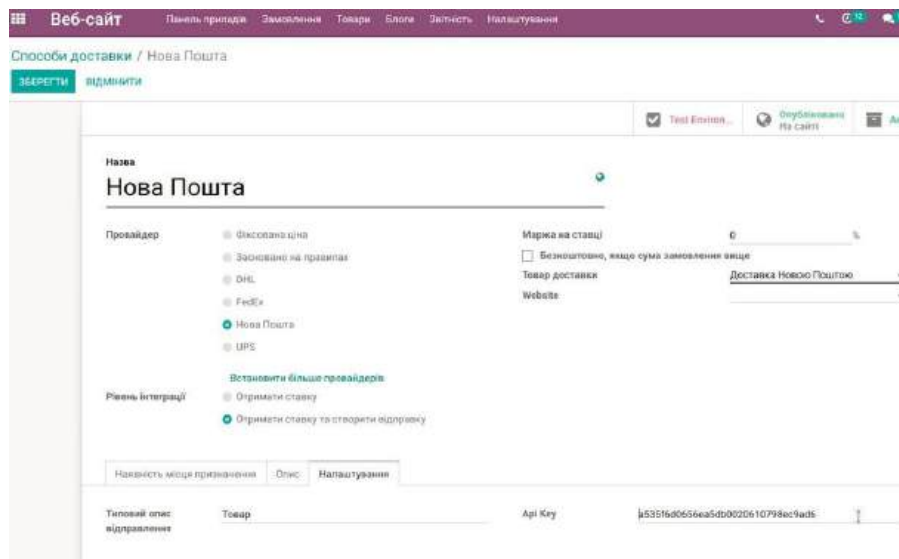 Веб-сайт Панель приладів Замовлення Товари Блоги Звітність Налаштування 12
Способи доставки / Нова Пошта
ЗБЕРЕГТИ ВІДМІНИТИ
Test Environ... Опубліковано На сайті
Назва
Нова Пошта
Провайдер
Фіксована ціна
Засновано на правилах
DHL
FedEx
Нова Пошта
UPS
Встановити більше провайдерів
Рівень інтеграції
Отримати ставку
Отримати ставку та створити відправку
Маржа на ставці 0 %
Безкоштовно, якщо сума замовлення вище
Товар доставки Доставка Новою Поштою
Website
Наявність місця призначення Опис Налаштування
Типовий опис відправлення Товар
Api Key a535f6d0656ea5db0020610798ec9ad6